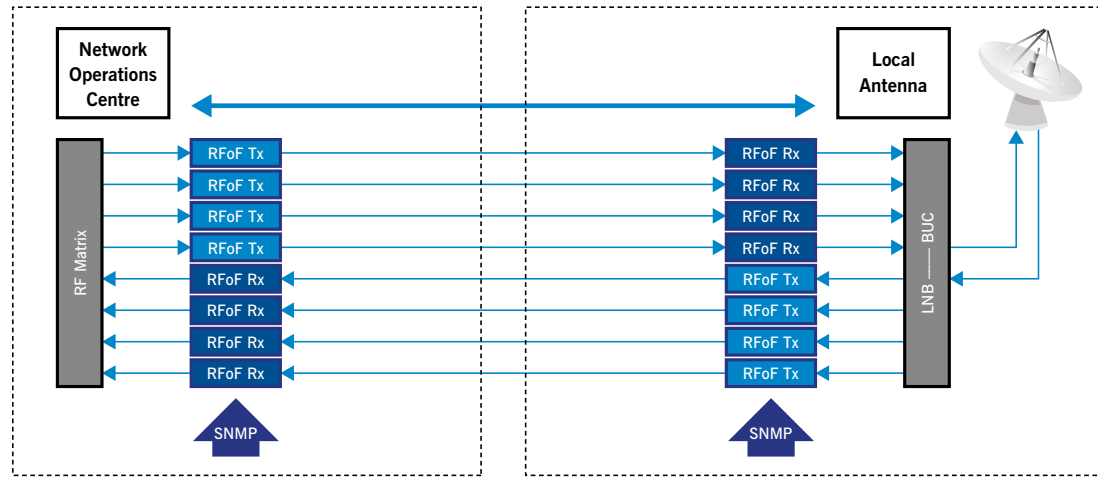 Network
Operations
Centre
Local
Antenna
RF Matrix
RFoF Tx
RFoF Tx
RFoF Tx
RFoF Tx
RFoF Rx
RFoF Rx
RFoF Rx
RFoF Rx
SNMP
RFoF Rx
RFoF Rx
RFoF Rx
RFoF Rx
RFoF Tx
RFoF Tx
RFoF Tx
RFoF Tx
SNMP
LNB —— BUC